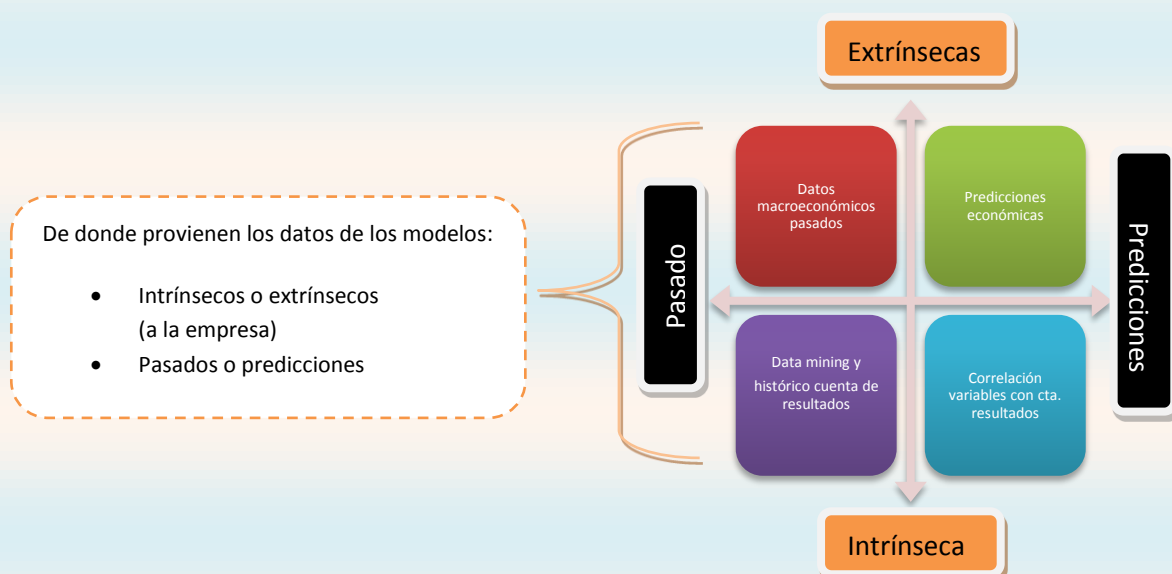 De donde provienen los datos de los modelos:
• Intrínsecos o extrínsecos
(a la empresa)
• Pasados o predicciones
Extrínsecas
Pasado
Datos
macroeconómicos
pasados
Predicciones
económicas
Predicciones
Data mining y
histórico cuenta de
resultados
Correlación
variables con cta.
resultados
Intrínseca